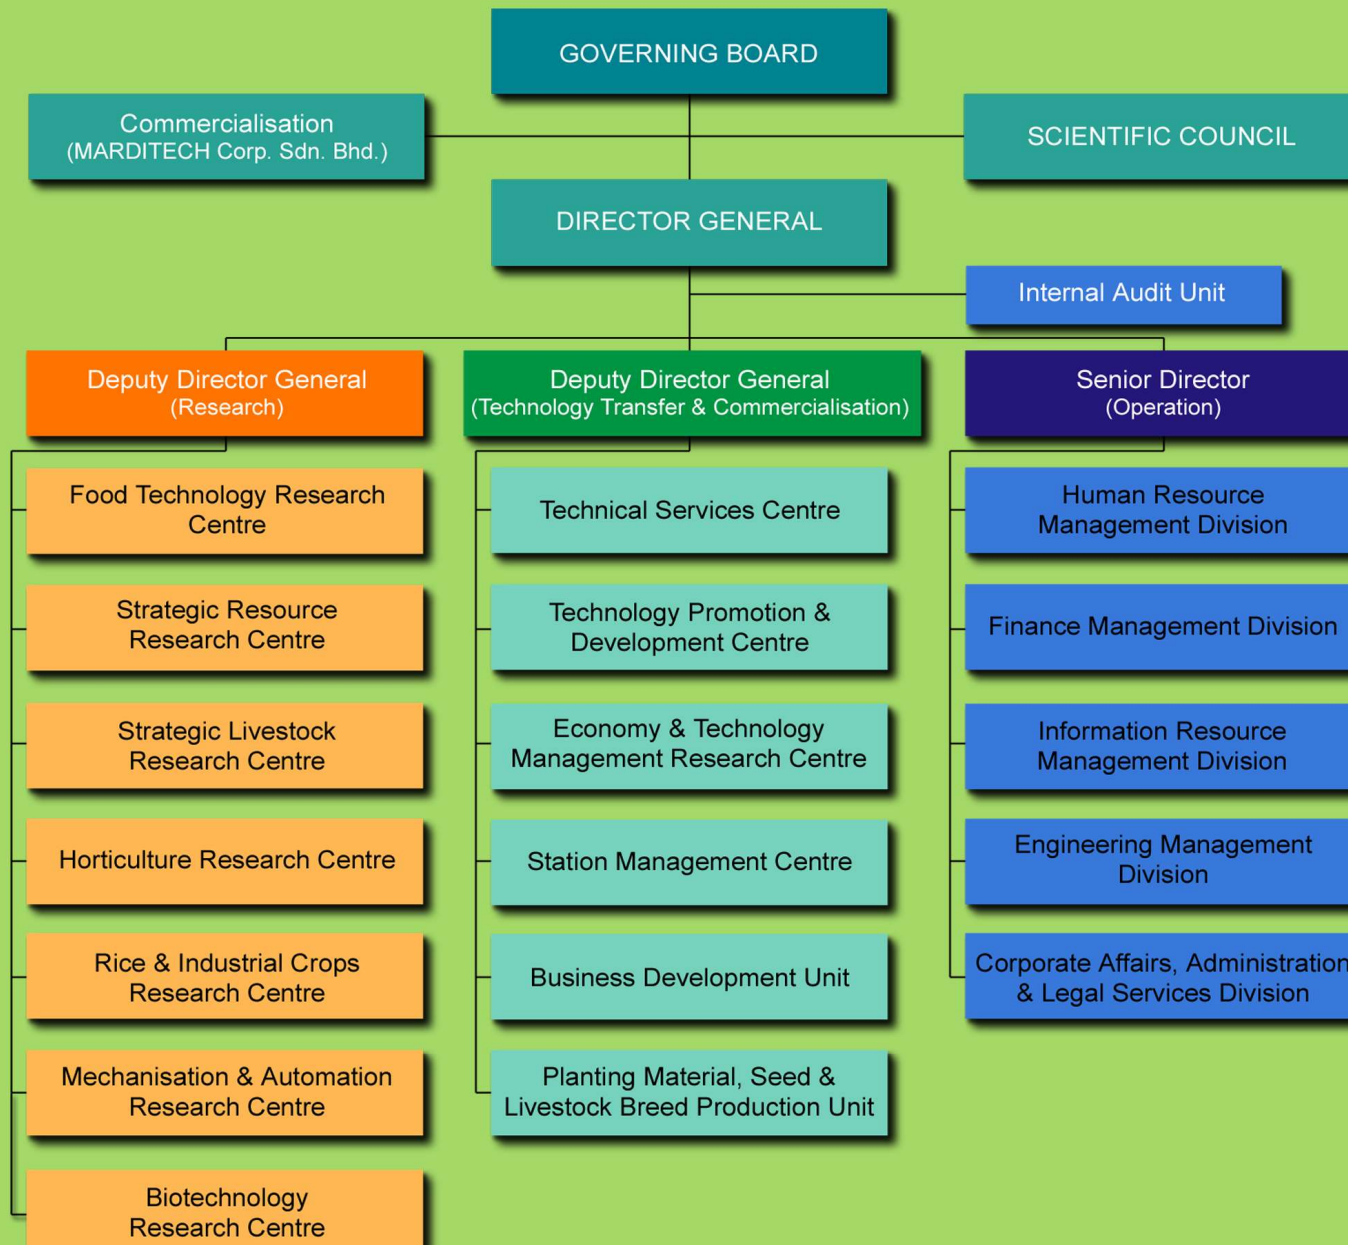 GOVERNING BOARD
Commercialisation
(MARDITECH Corp. Sdn. Bhd.)
SCIENTIFIC COUNCIL
DIRECTOR GENERAL
Internal Audit Unit
Deputy Director General
(Research)
Deputy Director General
(Technology Transfer & Commercialisation)
Senior Director
(Operation)
Food Technology Research
Centre
Strategic Resource
Research Centre
Strategic Livestock
Research Centre
Horticulture Research Centre
Rice & Industrial Crops
Research Centre
Mechanisation & Automation
Research Centre
Biotechnology
Research Centre
Technical Services Centre
Technology Promotion &
Development Centre
Economy & Technology
Management Research Centre
Station Management Centre
Business Development Unit
Planting Material, Seed &
Livestock Breed Production Unit
Human Resource
Management Division
Finance Management Division
Information Resource
Management Division
Engineering Management
Division
Corporate Affairs, Administration
& Legal Services Division